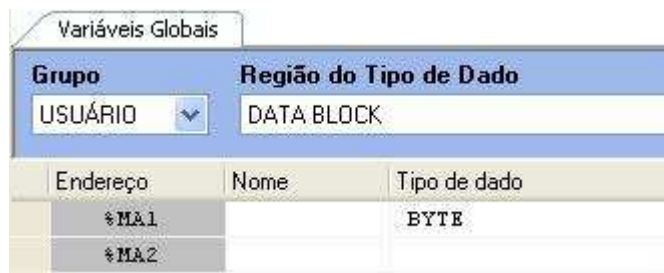 Variáveis Globais
Grupo Região do Tipo de Dado
USUÁRIO DATA BLOCK
Endereço Nome Tipo de dado
%MA1 BYTE
%MA2